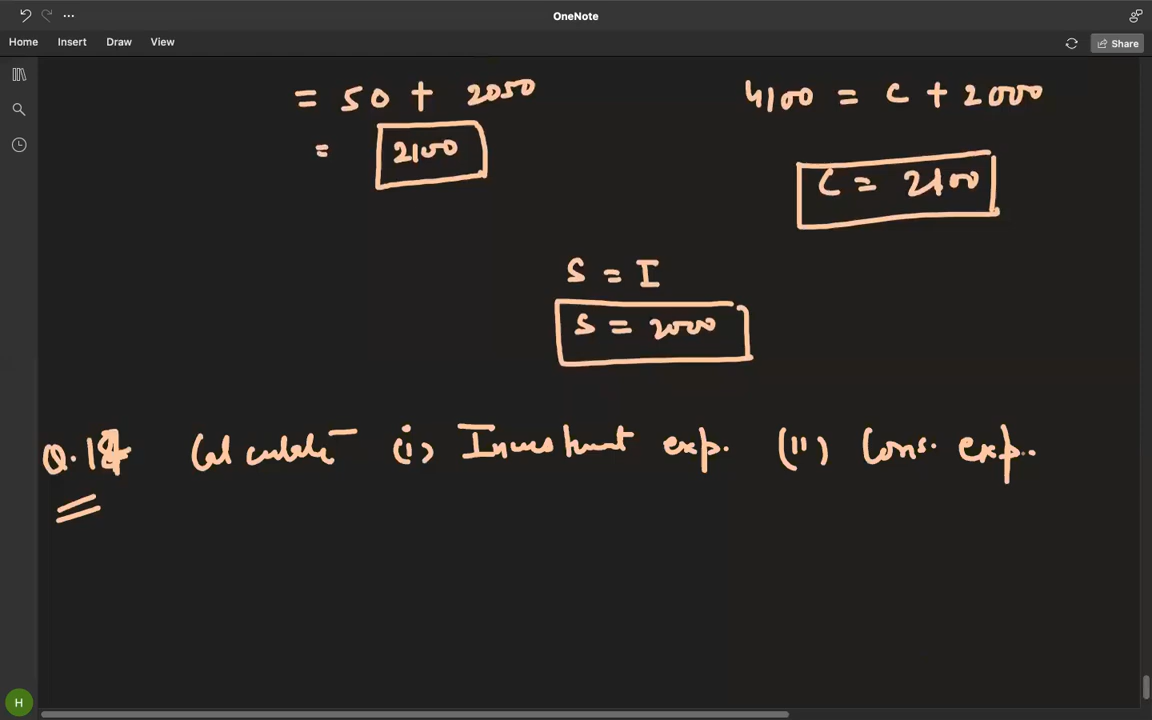 OneNote
Home Insert Draw View
Share
= 50 + 2050
= 2100
4100 = C + 2000
C = 2100
S = I
S = 2000
Calculate (i) Investment exp. (ii) Cons. exp.
H